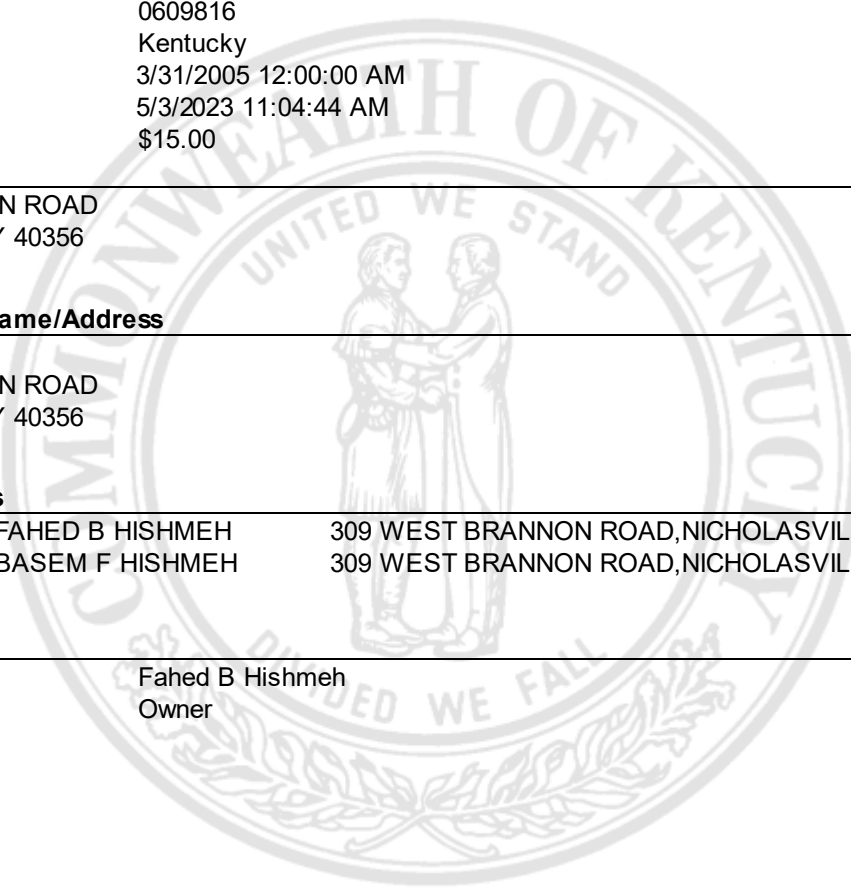 0609816
Kentucky
3/31/2005 12:00:00 AM
5/3/2023 11:04:44 AM
$15.00
N ROAD
Y 40356
ame/Address
N ROAD
Y 40356
s
FAHED B HISHMEH 309 WEST BRANNON ROAD,NICHOLASVIL
BASEM F HISHMEH 309 WEST BRANNON ROAD,NICHOLASVIL
Fahed B Hishmeh
Owner
COMMONWEALTH OF KENTUCKY
UNITED WE STAND
DIVIDED WE FALL